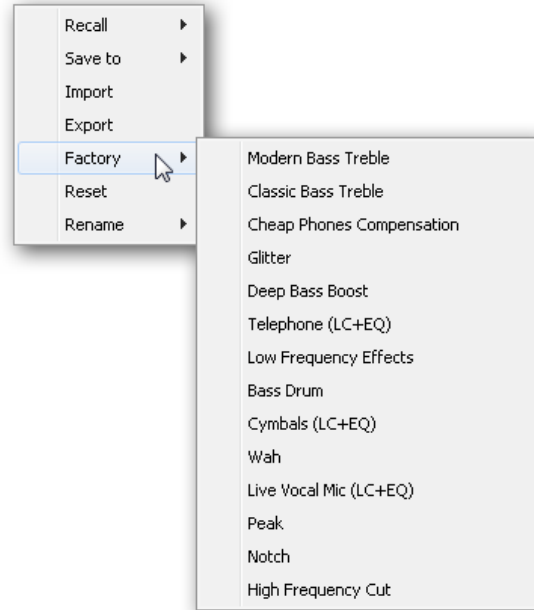 Recall
Save to
Import
Export
Factory
Reset
Rename
Modern Bass Treble
Classic Bass Treble
Cheap Phones Compensation
Glitter
Deep Bass Boost
Telephone (LC+EQ)
Low Frequency Effects
Bass Drum
Cymbals (LC+EQ)
Wah
Live Vocal Mic (LC+EQ)
Peak
Notch
High Frequency Cut